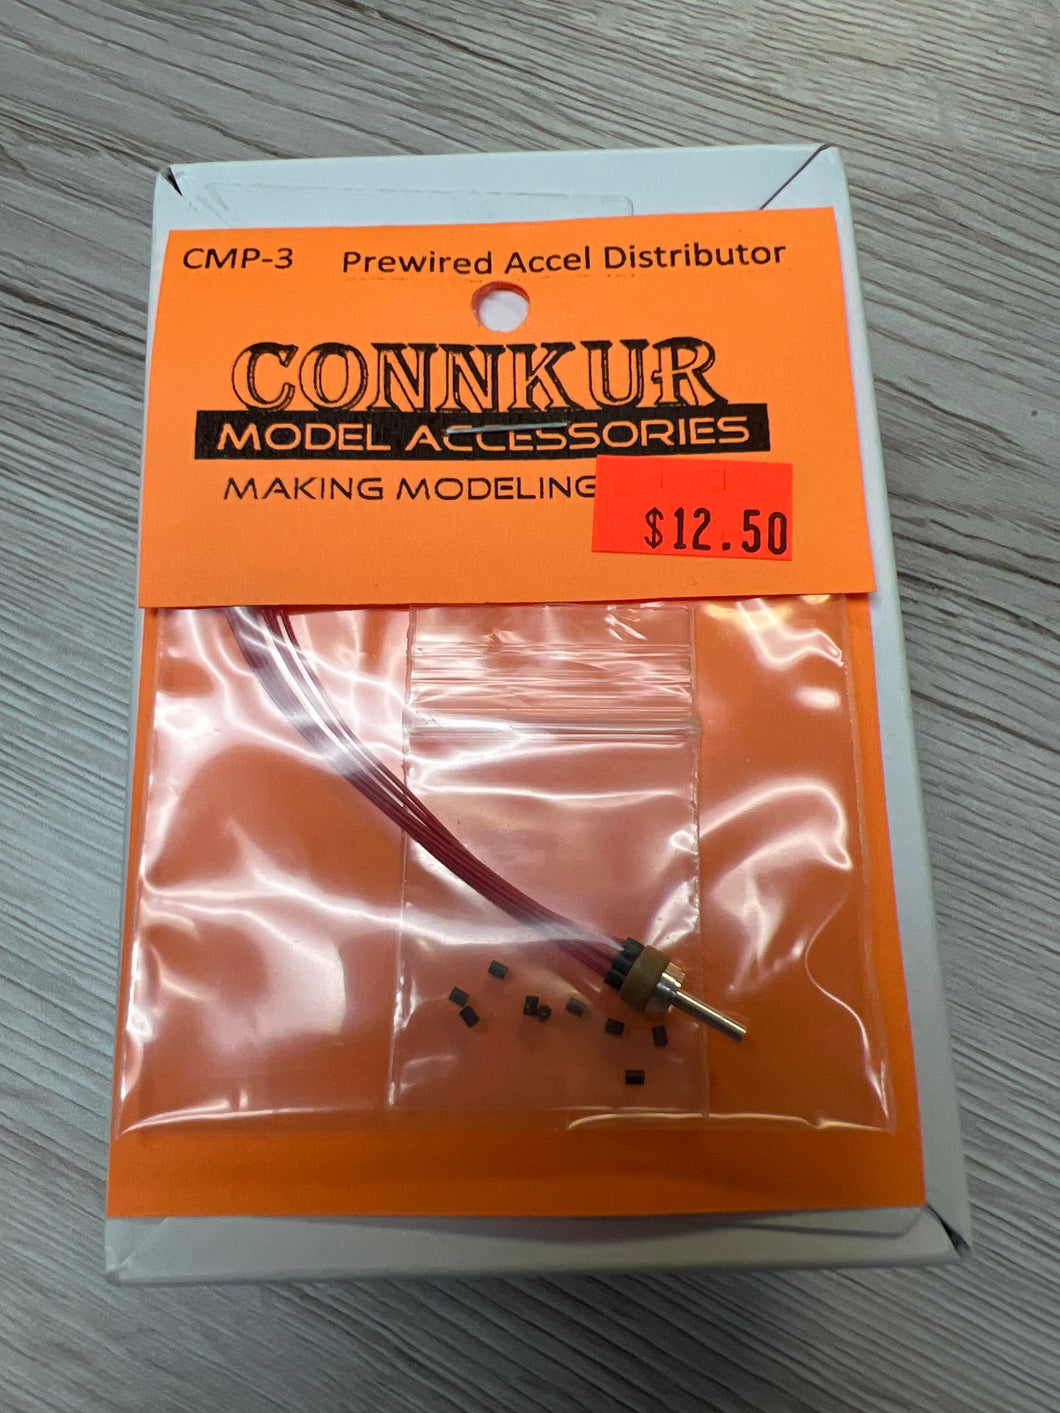 CMP-3 Prewired Accel Distributor
CONNKUR
MODEL ACCESSORIES
MAKING MODELING
$12.50